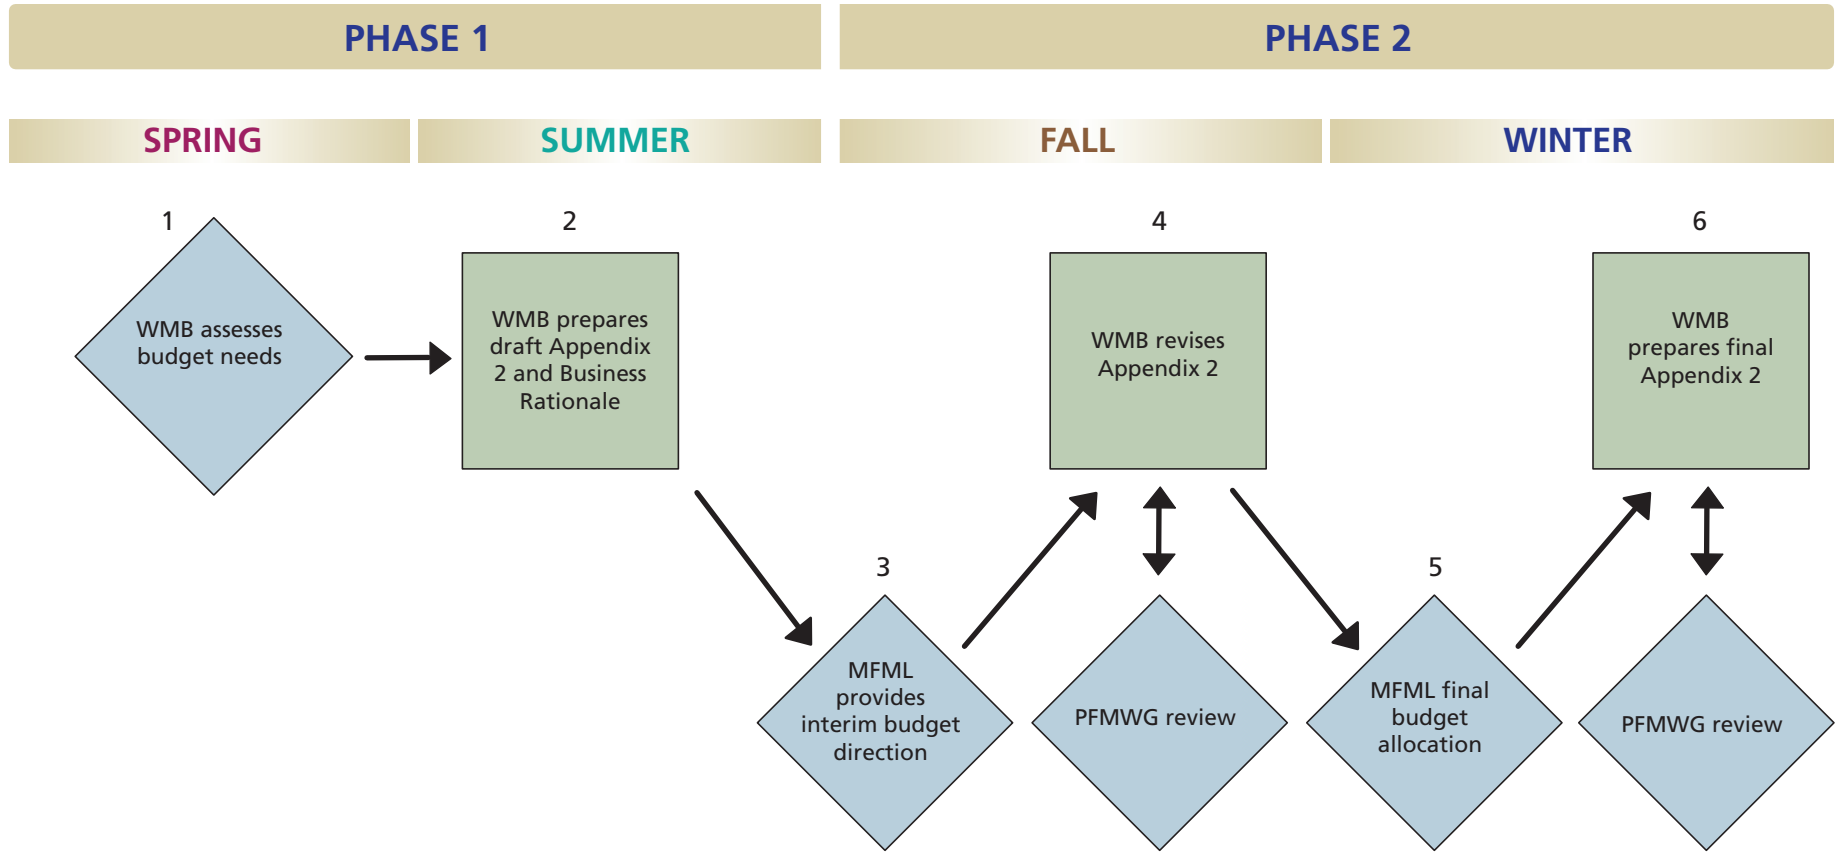 PHASE 1
PHASE 2
SPRING
SUMMER
FALL
WINTER
1
WMB assesses
budget needs
2
WMB prepares
draft Appendix
2 and Business
Rationale
3
MFML
provides
interim budget
direction
4
WMB revises
Appendix 2
PFMWG review
5
MFML final
budget
allocation
6
WMB
prepares final
Appendix 2
PFMWG review